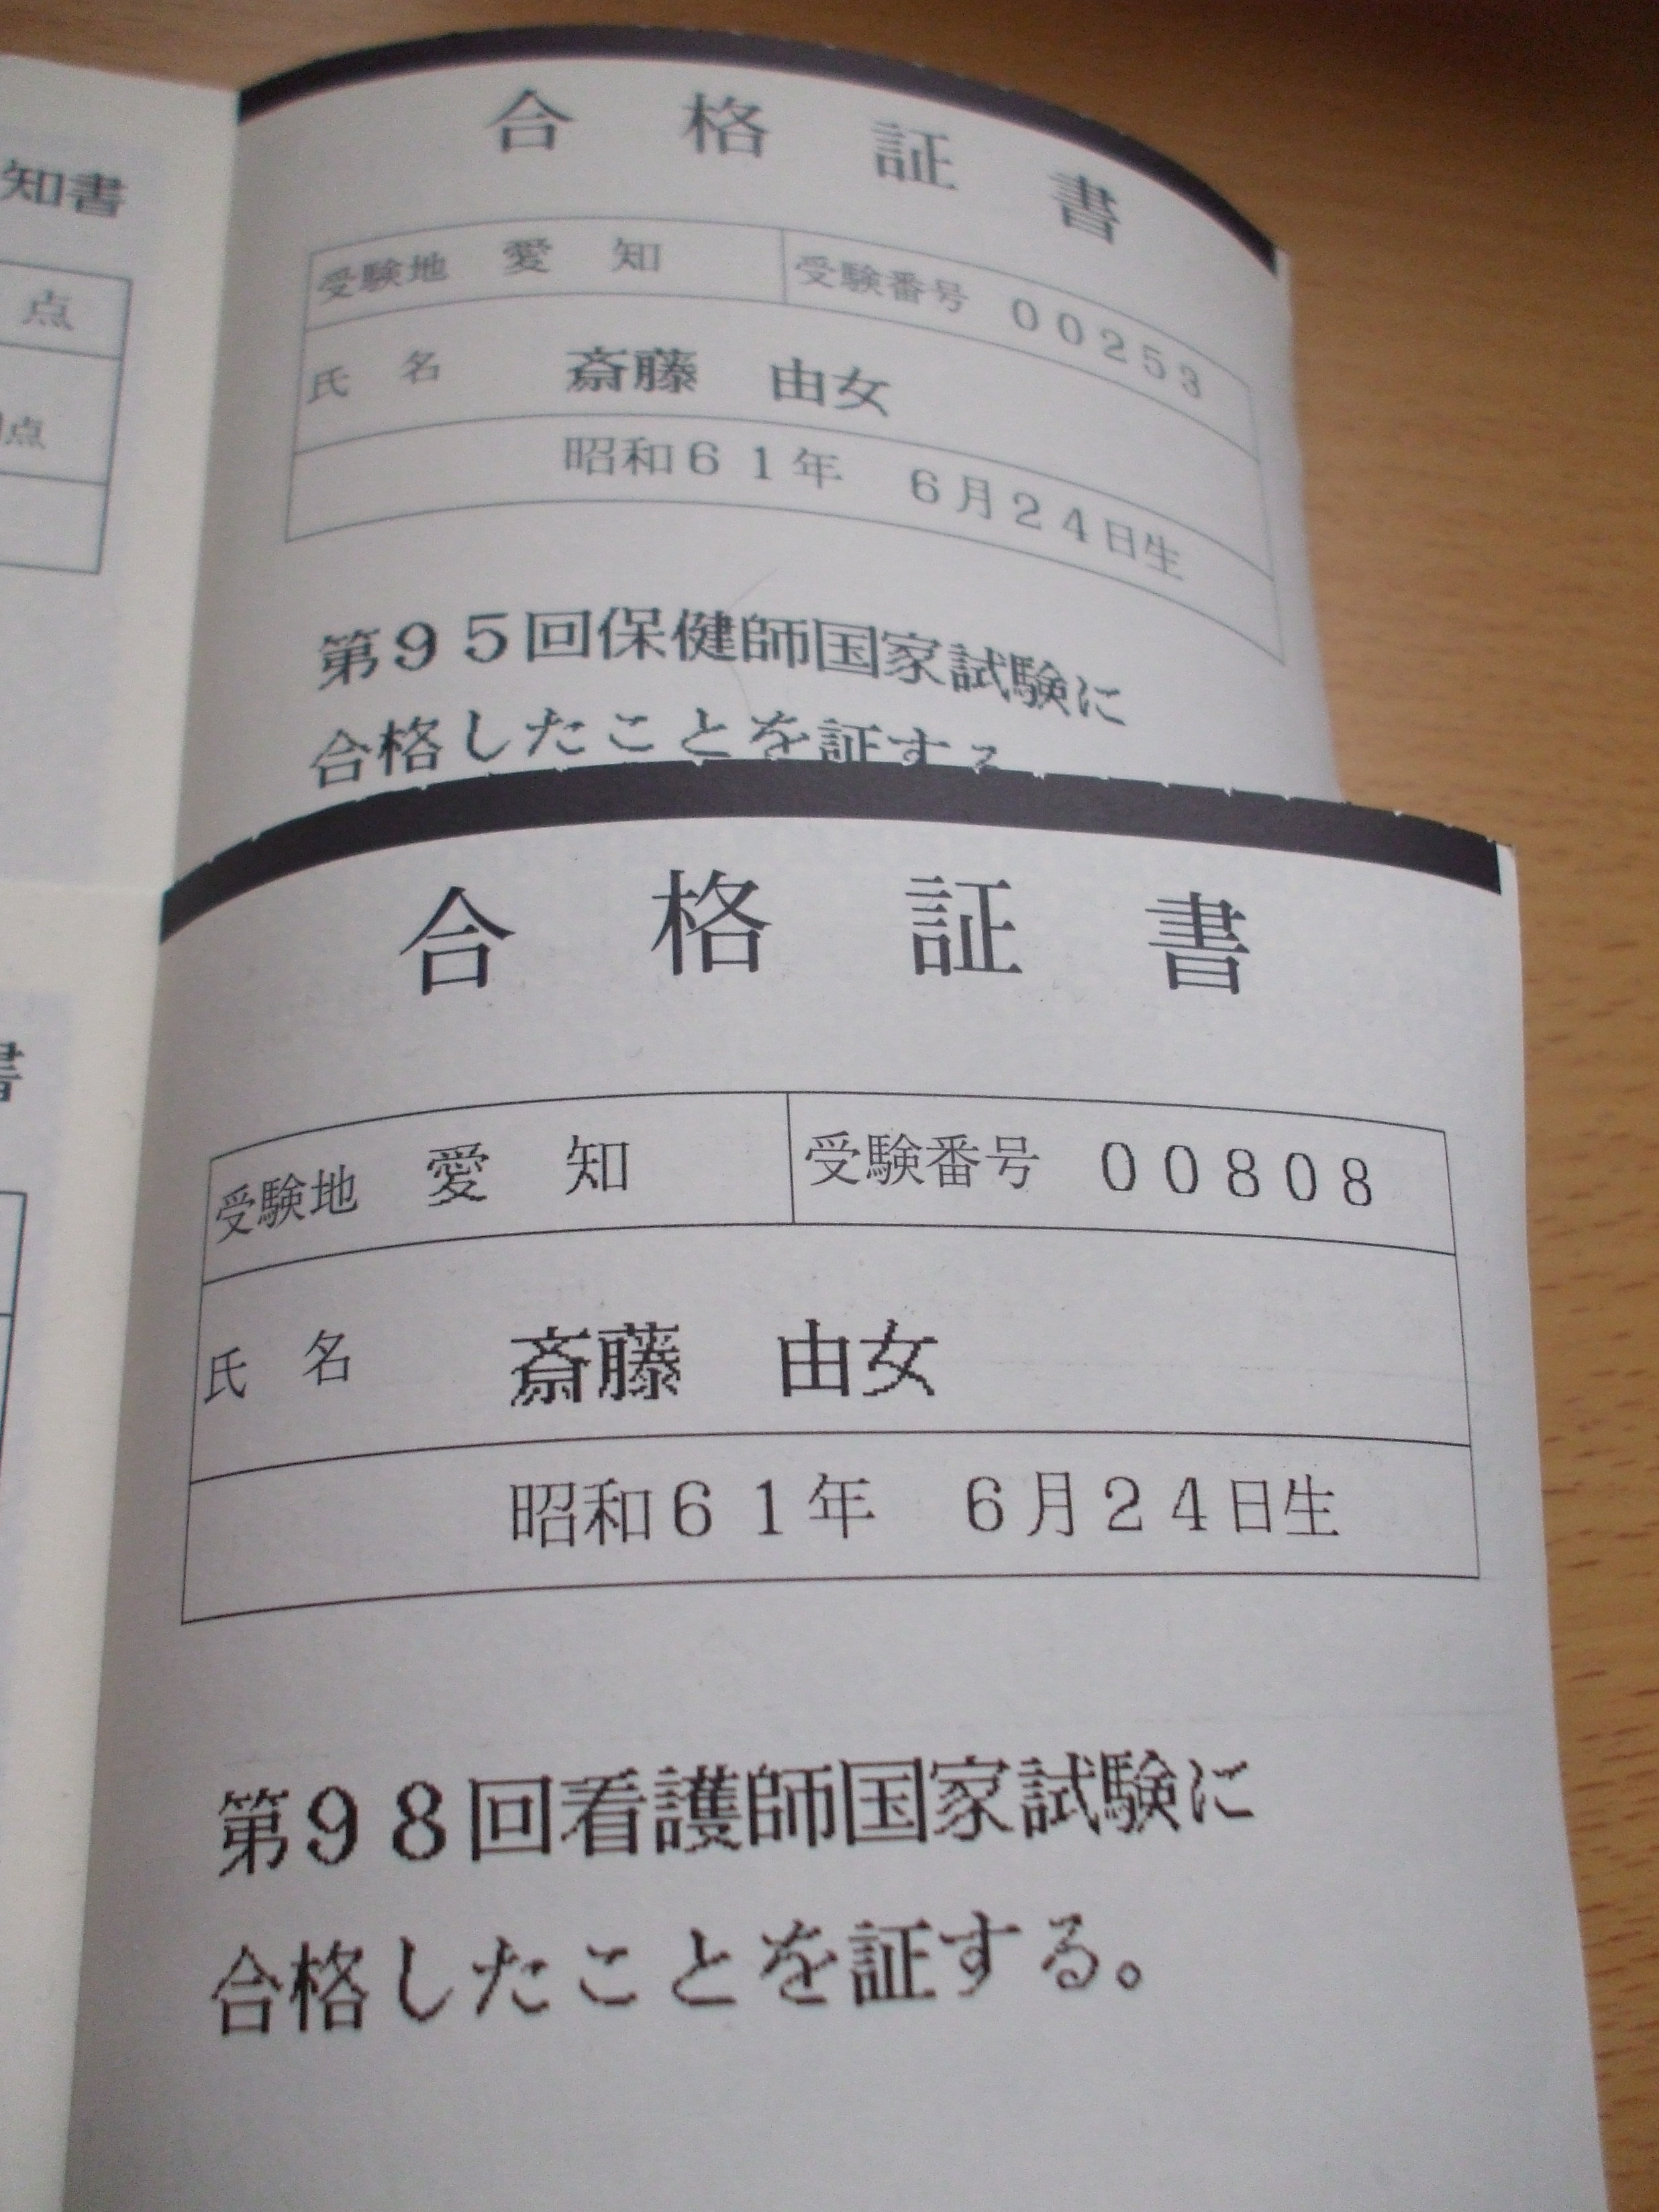 知書
点
点
合格証書
受験地 愛知 受験番号 00253
氏名 斎藤 由女
昭和61年 6月24日生
第95回保健師国家試験に
合格したことを証する
書
合格証書
受験地 愛知 受験番号 00808
氏名 斎藤 由女
昭和61年 6月24日生
第98回看護師国家試験に
合格したことを証する。